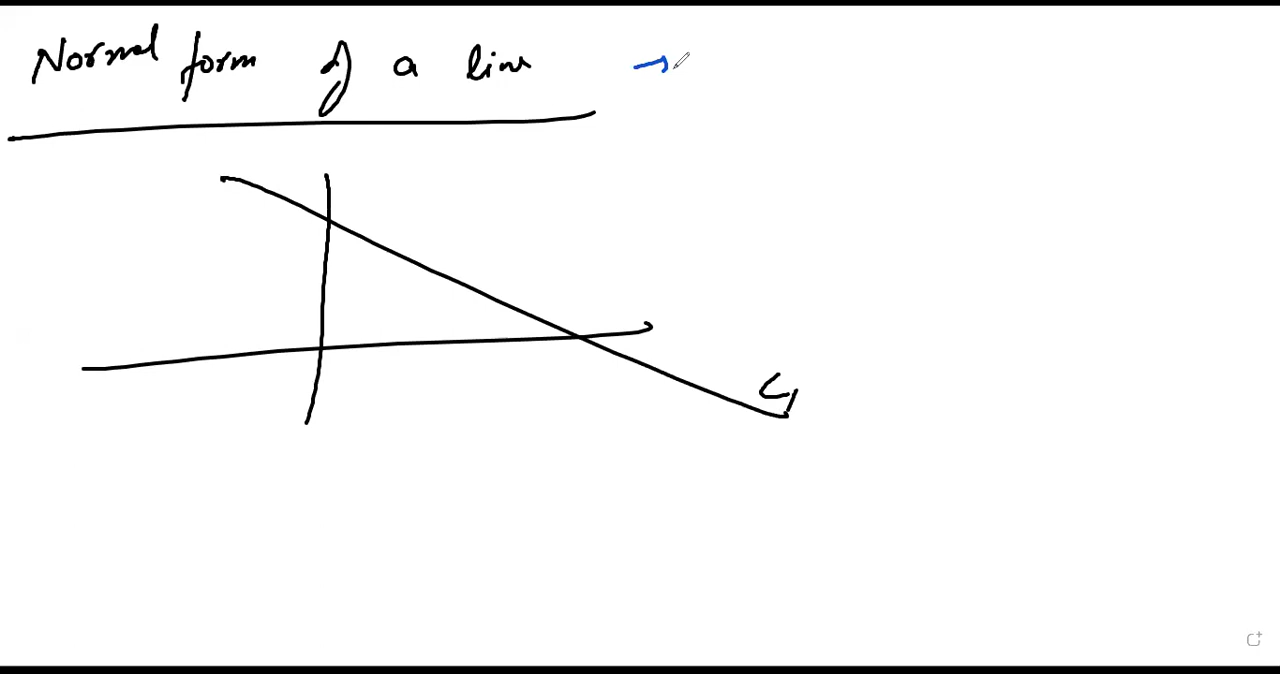 Normal form of a line →